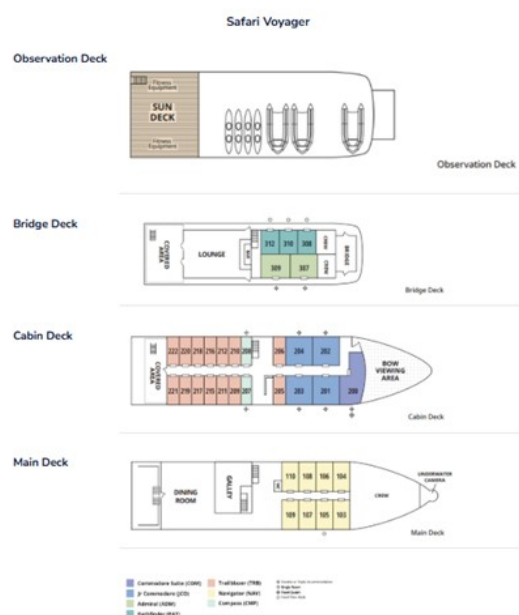 Safari Voyager
Observation Deck
Fitness Equipment
SUN DECK
Fitness Equipment
Observation Deck
Bridge Deck
COVERED AREA
LOUNGE
BAR
312 310 308
CREW
309 307
CREW
BRIDGE
Bridge Deck
Cabin Deck
COVERED AREA
222 220 218 216 212 210 208
206 204 202
221 219 217 215 211 209 207
205 203 201 200
BOW VIEWING AREA
Cabin Deck
Main Deck
DINING ROOM
GALLEY
110 108 106 104
109 107 105 103
CREW
UNDERWATER CAMERA
Main Deck
Commodore Suite (COM)
Jr Commodore (JCO)
Admiral (ADM)
Pathfinder (PAT)
Trailblazer (TRB)
Navigator (NAV)
Compass (CMP)